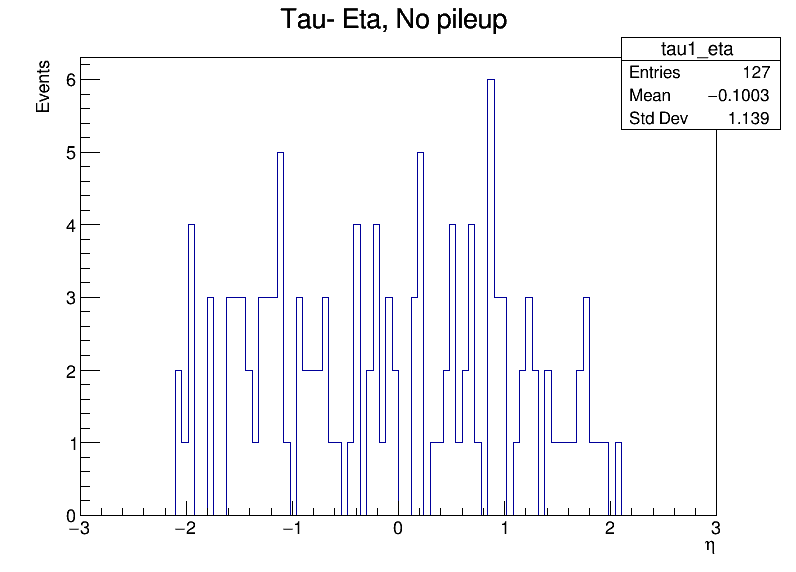 Tau- Eta, No pileup
tau1_eta
Entries 127
Mean −0.1003
Std Dev 1.139
Events
6
5
4
3
2
1
0
−3 −2 −1 0 1 2 3
η